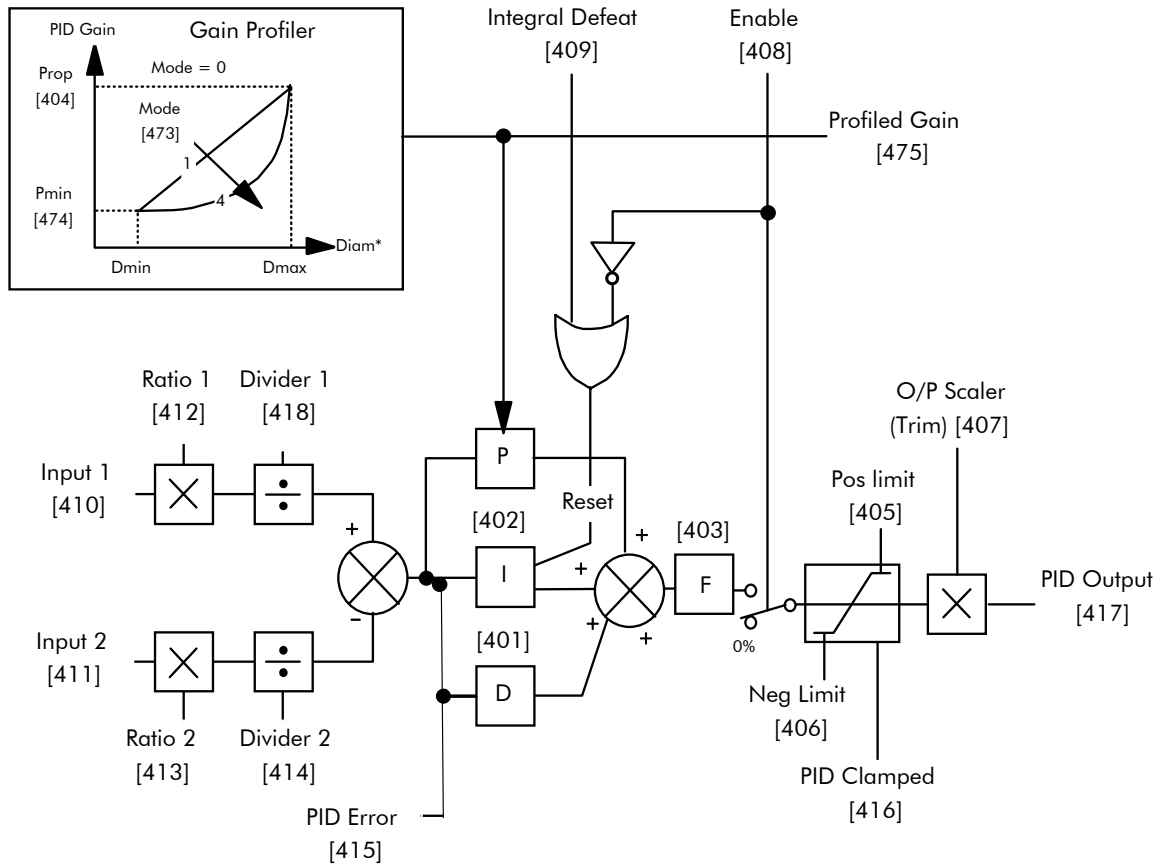 PID Gain
Gain Profiler
Prop
[404]
Mode = 0
Mode
[473]
1
4
Pmin
[474]
Diam*
Dmin
Dmax
Integral Defeat
[409]
Enable
[408]
Profiled Gain
[475]
Ratio 1
[412]
Divider 1
[418]
Input 1
[410]
+
-
Input 2
[411]
Ratio 2
[413]
Divider 2
[414]
PID Error
[415]
P
[402]
Reset
I
[401]
D
+
+
+
+
[403]
F
0%
Pos limit
[405]
Neg Limit
[406]
PID Clamped
[416]
O/P Scaler
(Trim) [407]
PID Output
[417]